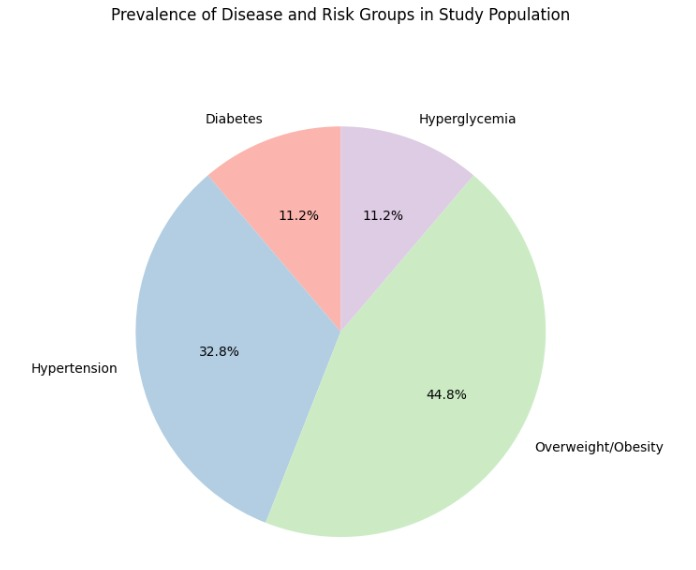 Prevalence of Disease and Risk Groups in Study Population
Diabetes
Hyperglycemia
11.2%
11.2%
32.8%
Hypertension
44.8%
Overweight/Obesity